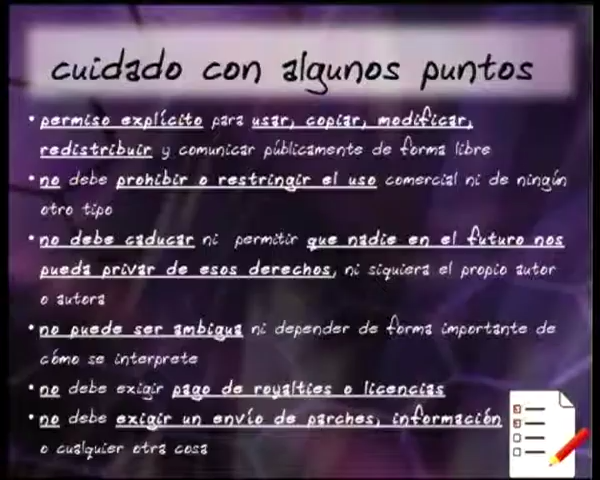 cuidado con algunos puntos
• permiso explícito para usar, copiar, modificar,
redistribuir y comunicar públicamente de forma libre
• no debe prohibir o restringir el uso comercial ni de ningún
otro tipo
• no debe caducar ni permitir que nadie en el futuro nos
pueda privar de esos derechos, ni siquiera el propio autor
o autora
• no puede ser ambigua ni depender de forma importante de
cómo se interprete
• no debe exigir pago de royalties o licencias
• no debe exigir un envío de parches, información
o cualquier otra cosa